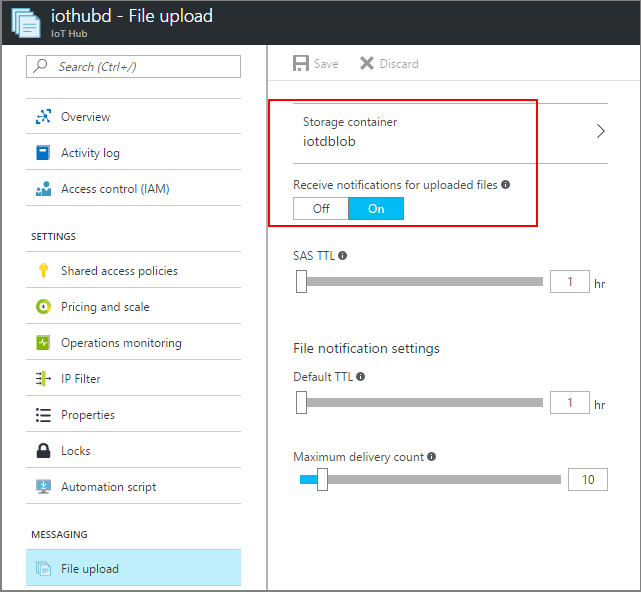 iothubd - File upload
IoT Hub
Search (Ctrl+/)
Overview
Activity log
Access control (IAM)
SETTINGS
Shared access policies
Pricing and scale
Operations monitoring
IP Filter
Properties
Locks
Automation script
MESSAGING
File upload
Save Discard
Storage container
iotdblob
Receive notifications for uploaded files
Off On
SAS TTL
1 hr
File notification settings
Default TTL
1 hr
Maximum delivery count
10